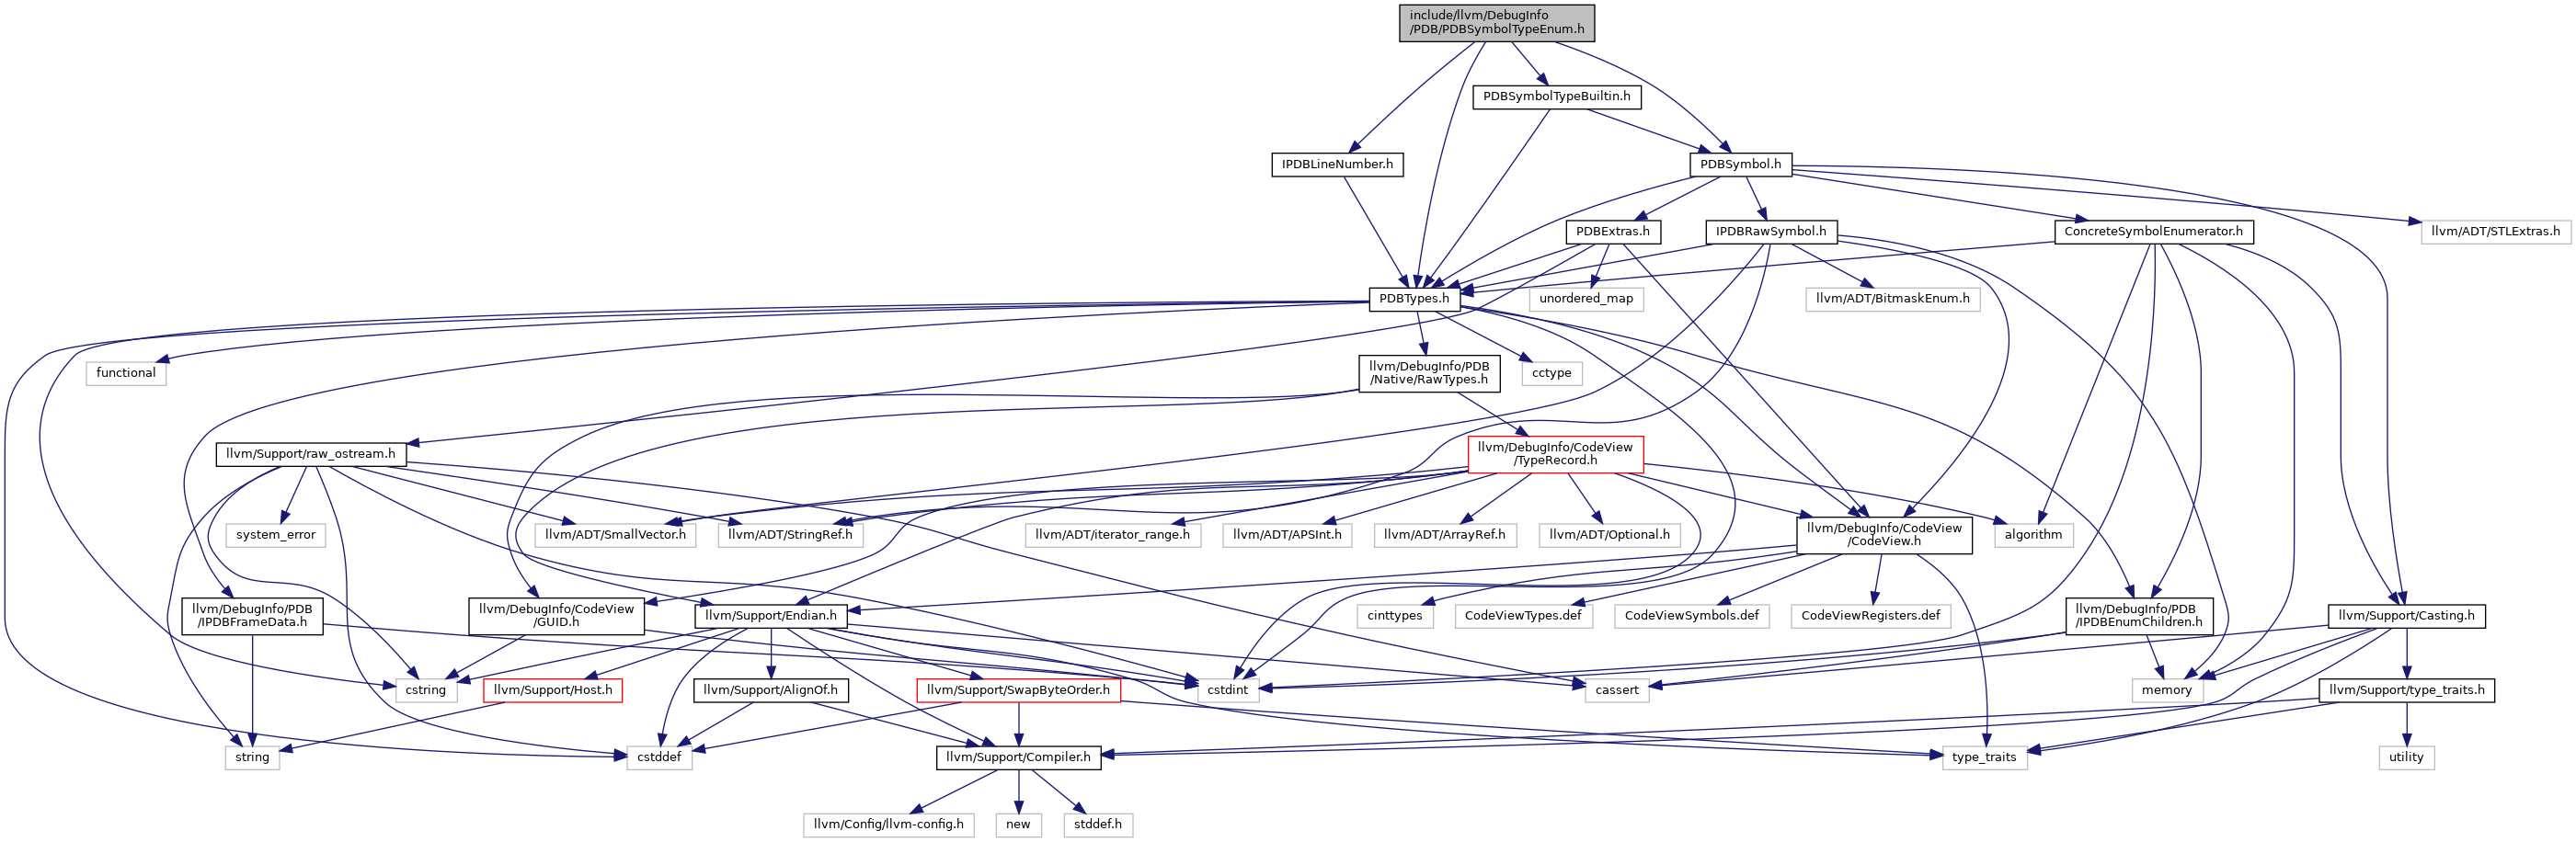 include/llvm/DebugInfo
/PDB/PDBSymbolTypeEnum.h
PDBSymbolTypeBuiltin.h
IPDBLineNumber.h
PDBSymbol.h
PDBExtras.h
IPDBRawSymbol.h
ConcreteSymbolEnumerator.h
llvm/ADT/STLExtras.h
PDBTypes.h
unordered_map
llvm/ADT/BitmaskEnum.h
functional
llvm/DebugInfo/PDB
/Native/RawTypes.h
cctype
llvm/Support/raw_ostream.h
llvm/DebugInfo/CodeView
/TypeRecord.h
system_error
llvm/ADT/SmallVector.h
llvm/ADT/StringRef.h
llvm/ADT/iterator_range.h
llvm/ADT/APSInt.h
llvm/ADT/ArrayRef.h
llvm/ADT/Optional.h
llvm/DebugInfo/CodeView
/CodeView.h
algorithm
llvm/DebugInfo/PDB
/IPDBFrameData.h
llvm/DebugInfo/CodeView
/GUID.h
llvm/Support/Endian.h
cinttypes
CodeViewTypes.def
CodeViewSymbols.def
CodeViewRegisters.def
llvm/DebugInfo/PDB
/IPDBEnumChildren.h
llvm/Support/Casting.h
cstring
llvm/Support/Host.h
llvm/Support/AlignOf.h
llvm/Support/SwapByteOrder.h
cstdint
cassert
memory
llvm/Support/type_traits.h
string
cstddef
llvm/Support/Compiler.h
type_traits
utility
llvm/Config/llvm-config.h
new
stddef.h